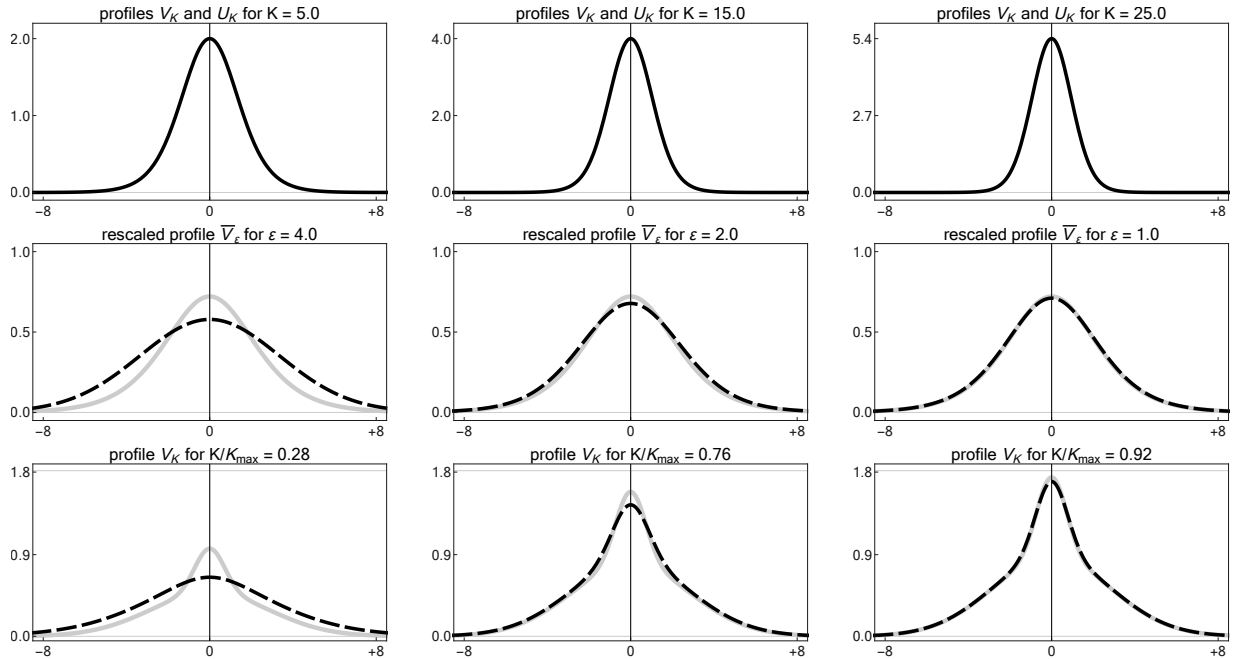 profiles V_K and U_K for K = 5.0
profiles V_K and U_K for K = 15.0
profiles V_K and U_K for K = 25.0
2.0
1.0
0.0
−8 0 +8
4.0
2.0
0.0
−8 0 +8
5.4
2.7
0.0
−8 0 +8
rescaled profile V̅_ε for ε = 4.0
rescaled profile V̅_ε for ε = 2.0
rescaled profile V̅_ε for ε = 1.0
1.0
0.5
0.0
−8 0 +8
1.0
0.5
0.0
−8 0 +8
1.0
0.5
0.0
−8 0 +8
profile V_K for K/K_max = 0.28
profile V_K for K/K_max = 0.76
profile V_K for K/K_max = 0.92
1.8
0.9
0.0
−8 0 +8
1.8
0.9
0.0
−8 0 +8
1.8
0.9
0.0
−8 0 +8